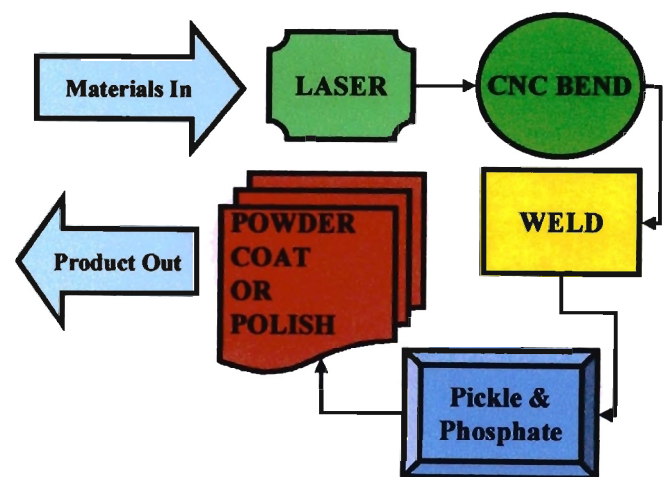 Materials In
LASER
CNC BEND
WELD
Pickle &
Phosphate
POWDER
COAT
OR
POLISH
Product Out